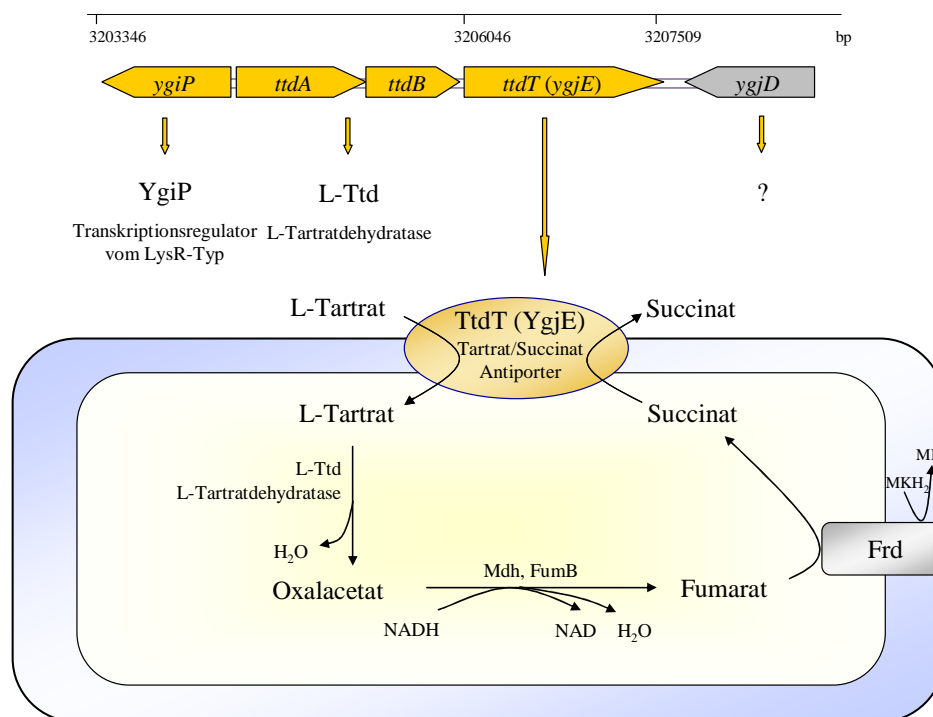 3203346 3206046 3207509 bp
ygiP ttdA ttdB ttdT (ygjE) ygjD
YgiP L-Ttd ?
Transkriptionsregulator L-Tartratdehydratase
vom LysR-Typ
L-Tartrat TtdT (YgjE) Succinat
Tartrat/Succinat
Antiporter
L-Tartrat Succinat
L-Ttd
L-Tartratdehydratase
MKH₂
H₂O Frd
Oxalacetat Mdh, FumB Fumarat
NADH NAD H₂O